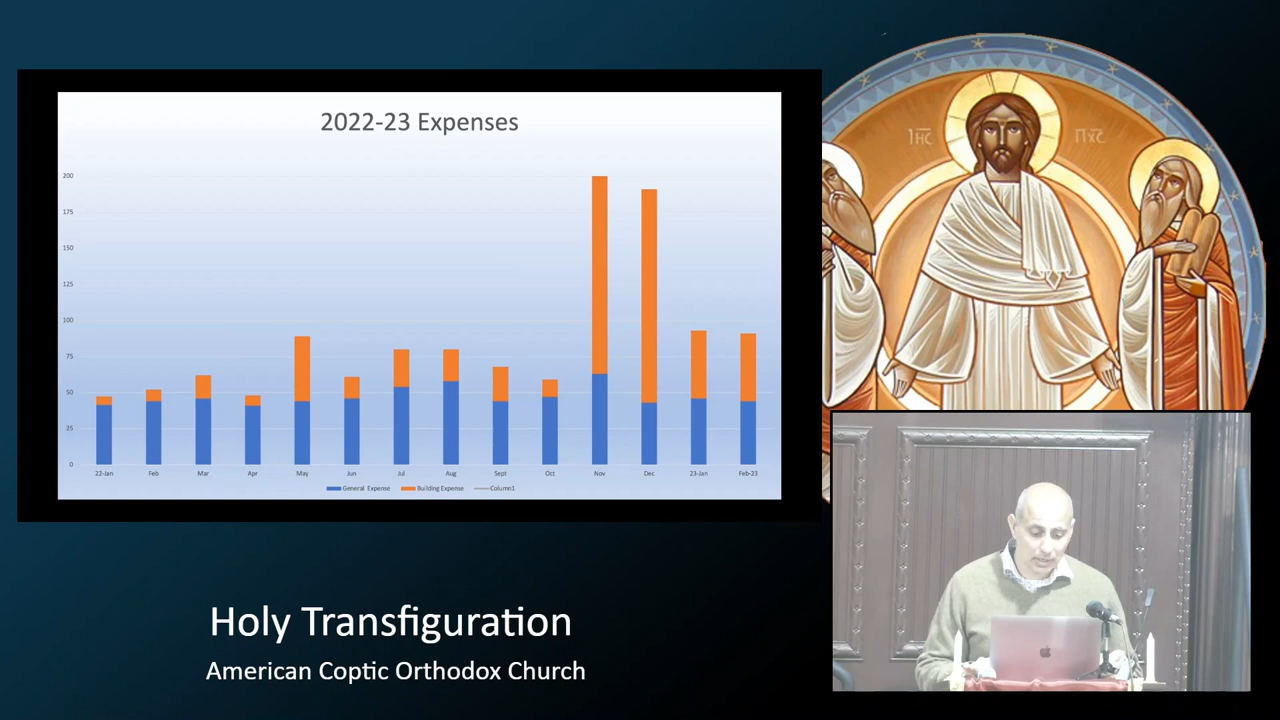 2022-23 Expenses
200
175
150
125
100
75
50
25
0
22-Jan Feb Mar Apr May Jun Jul Aug Sept Oct Nov Dec 23-Jan Feb-23
General Expense Building Expense Column1
Holy Transfiguration
American Coptic Orthodox Church